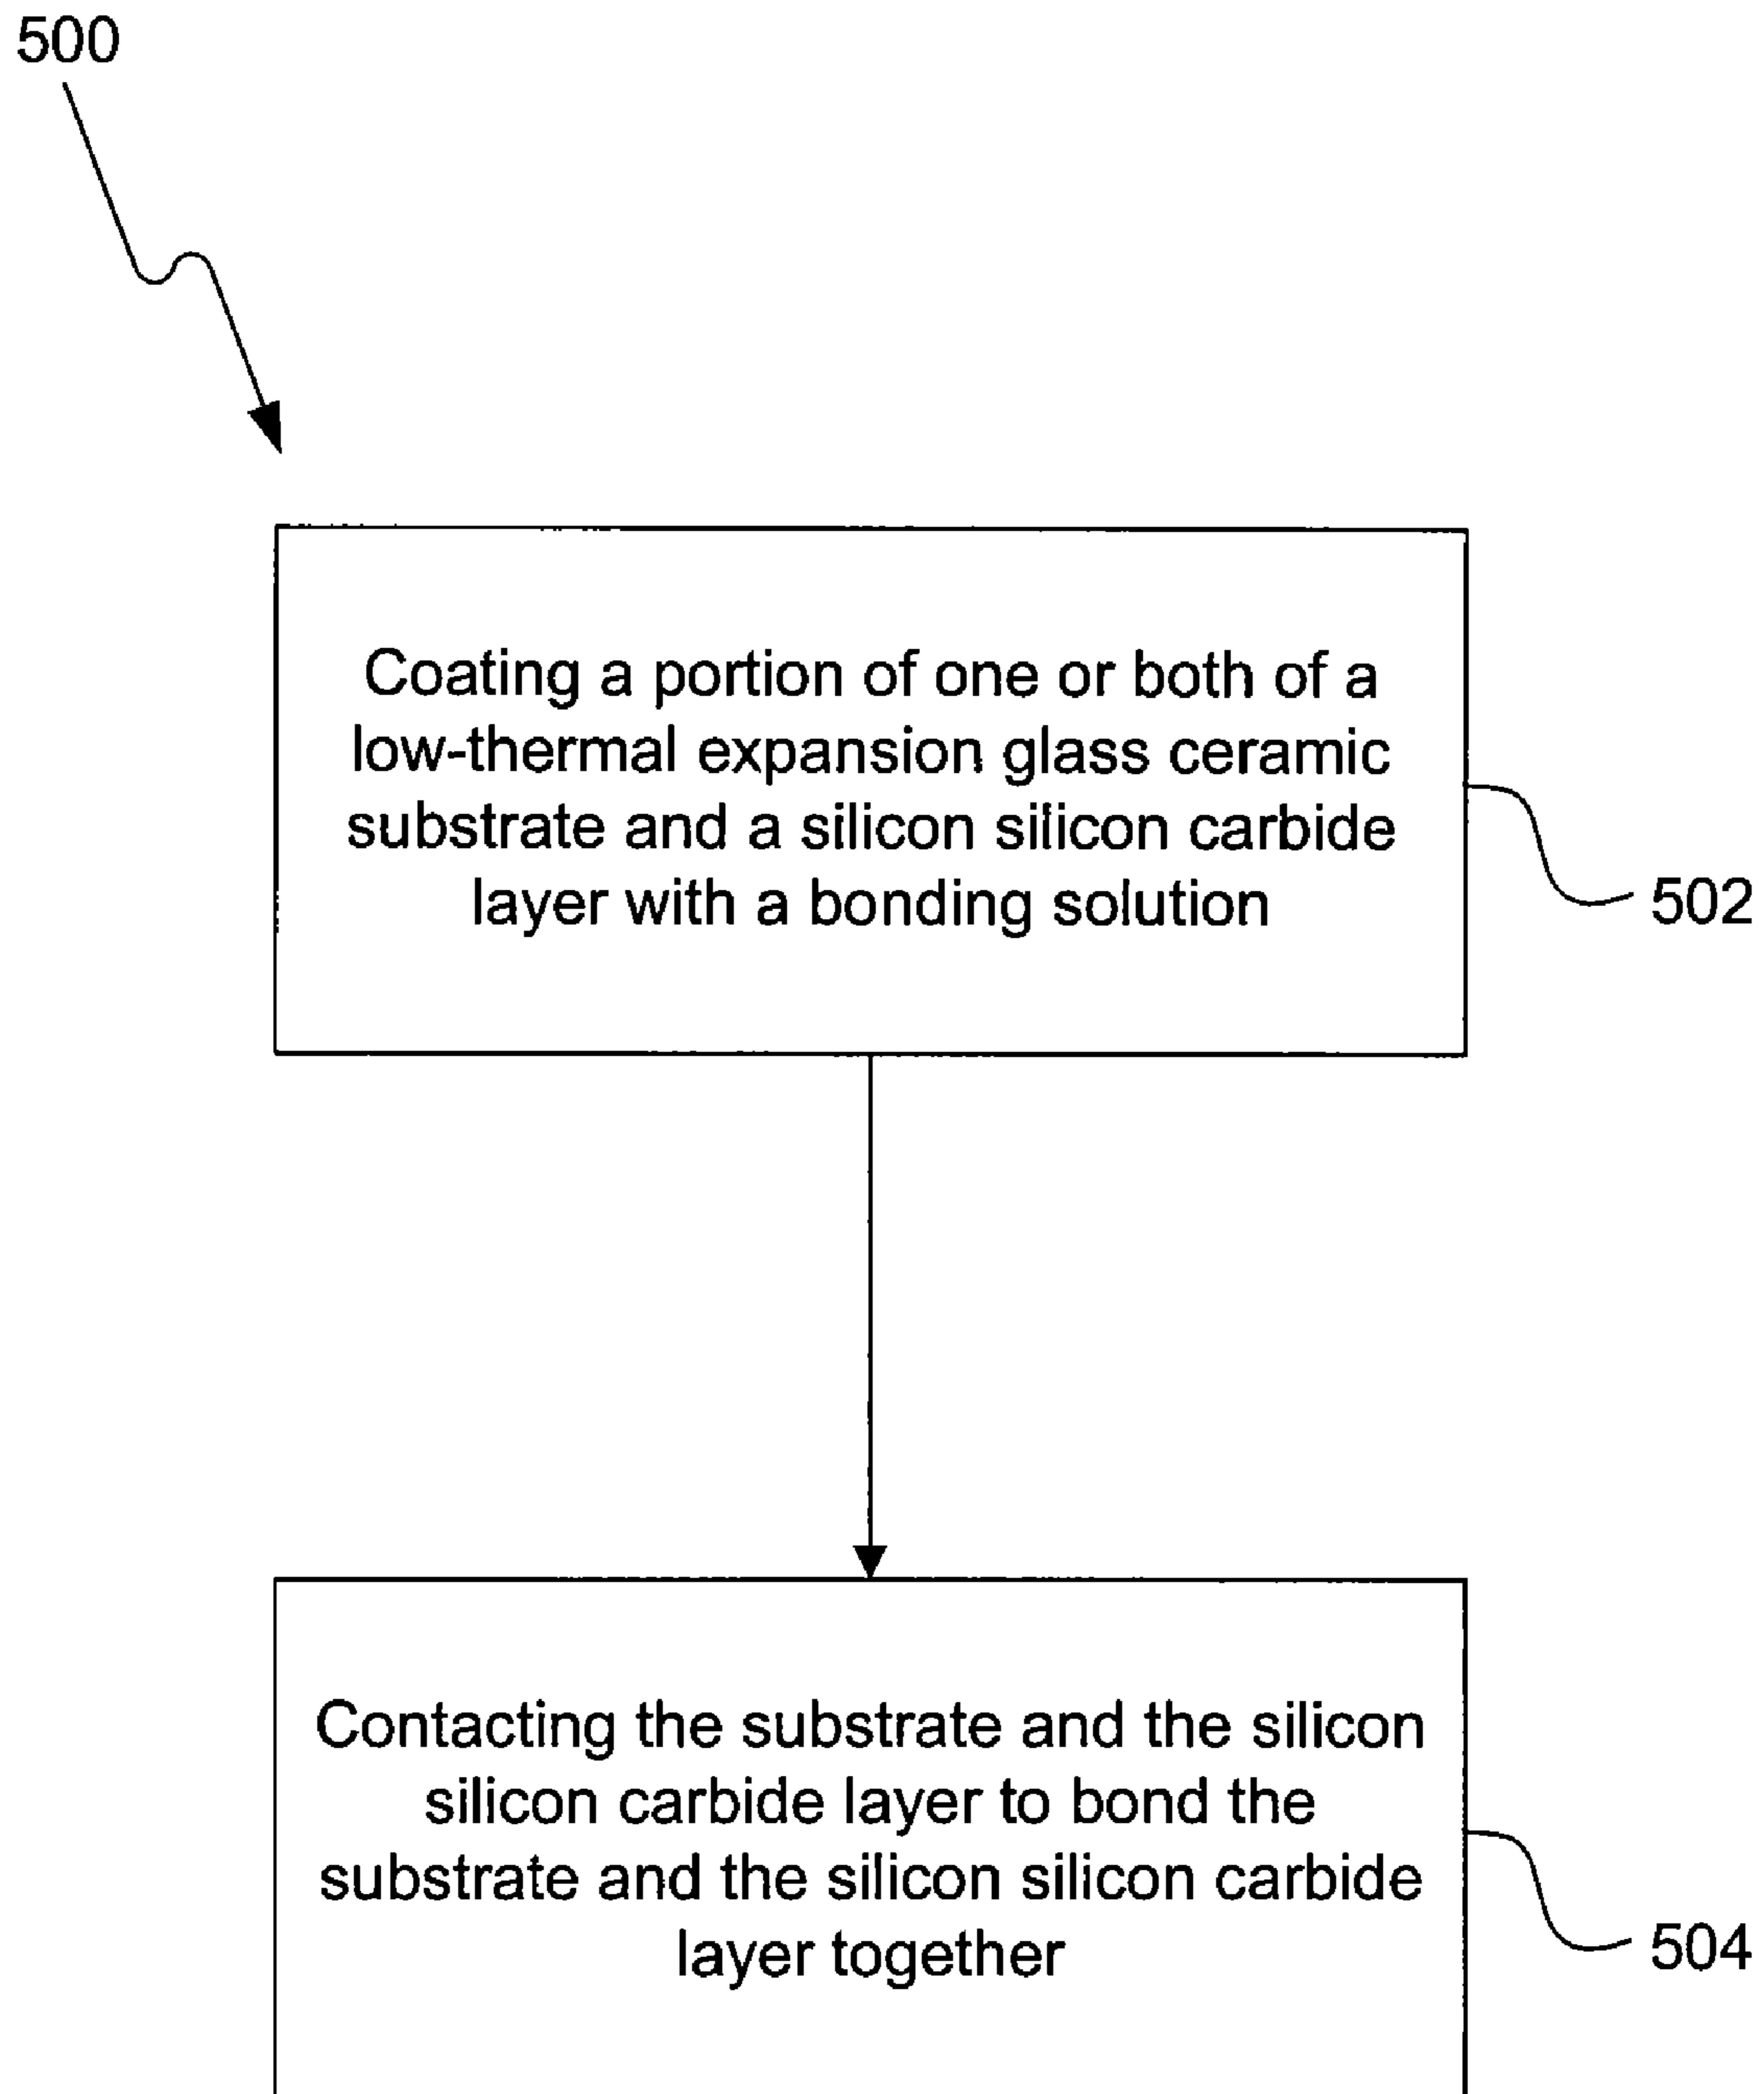 500
Coating a portion of one or both of a
low-thermal expansion glass ceramic
substrate and a silicon silicon carbide
layer with a bonding solution
502
Contacting the substrate and the silicon
silicon carbide layer to bond the
substrate and the silicon silicon carbide
layer together
504